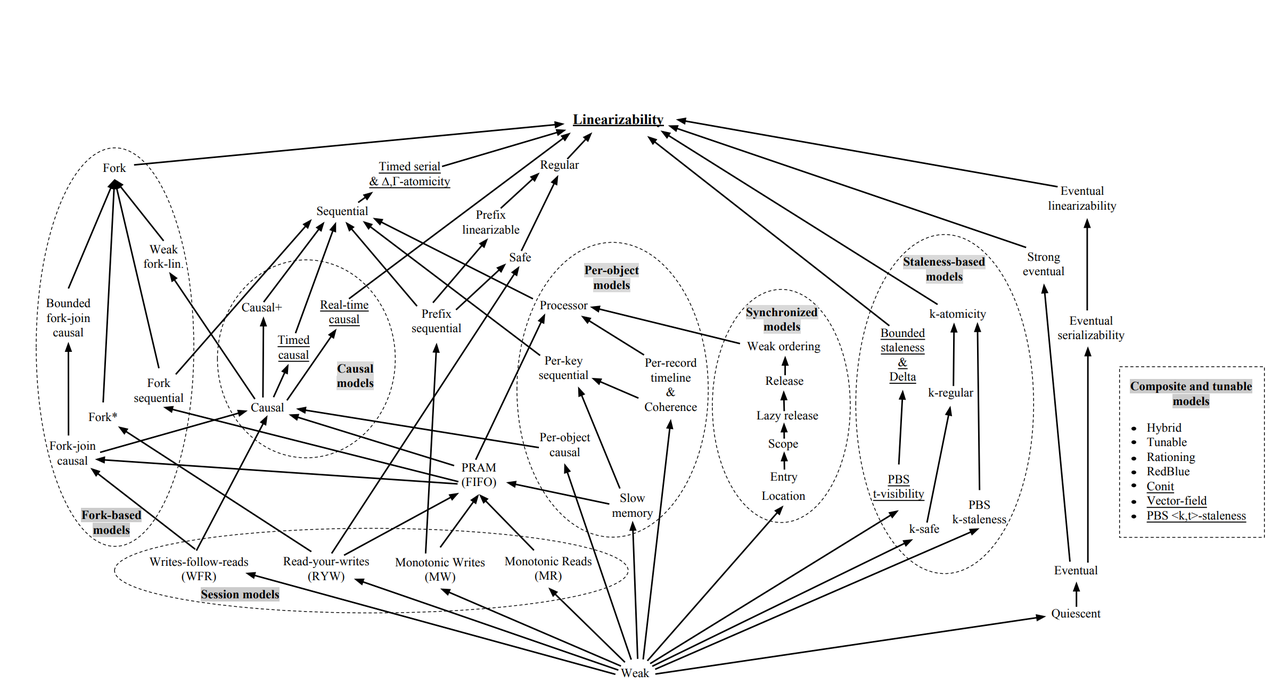 Linearizability
Fork
Timed serial
& Δ,Γ-atomicity
Regular
Sequential
Prefix
linearizable
Eventual
linearizability
Weak
fork-lin.
Safe
Strong
eventual
Staleness-based
models
Per-object
models
Bounded
fork-join
causal
Causal+
Real-time
causal
Prefix
sequential
Processor
Synchronized
models
k-atomicity
Eventual
serializability
Timed
causal
Weak ordering
Bounded
staleness
&
Delta
Causal
models
Per-key
sequential
Per-record
timeline
&
Coherence
Release
k-regular
Composite and tunable
models
Fork
sequential
Fork*
Causal
Lazy release
Hybrid
Tunable
Rationing
RedBlue
Conit
Vector-field
PBS <k,t>-staleness
Fork-join
causal
Per-object
causal
Scope
PRAM
(FIFO)
Entry
Location
Slow
memory
PBS
t-visibility
PBS
k-staleness
k-safe
Fork-based
models
Writes-follow-reads
(WFR)
Read-your-writes
(RYW)
Monotonic Writes
(MW)
Monotonic Reads
(MR)
Session models
Eventual
Quiescent
Weak